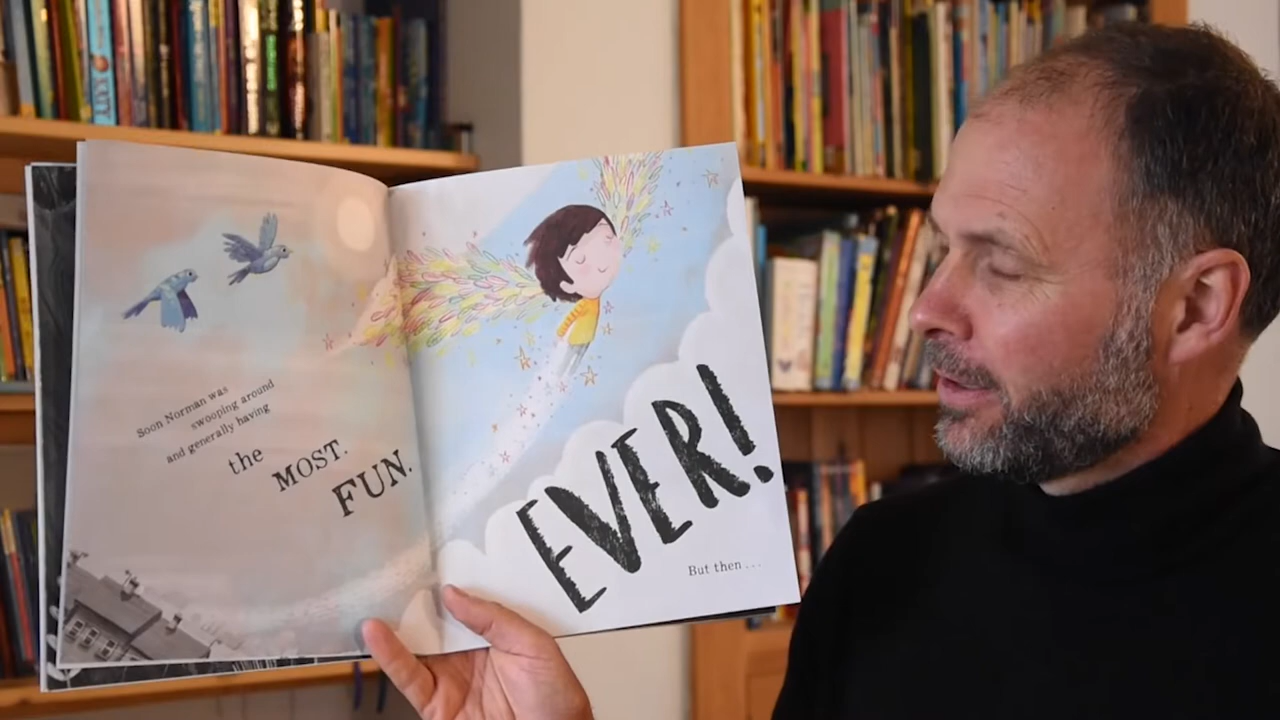 Soon Norman was
swooping around
and generally having
the
MOST.
FUN.
EVER!
But then . . .